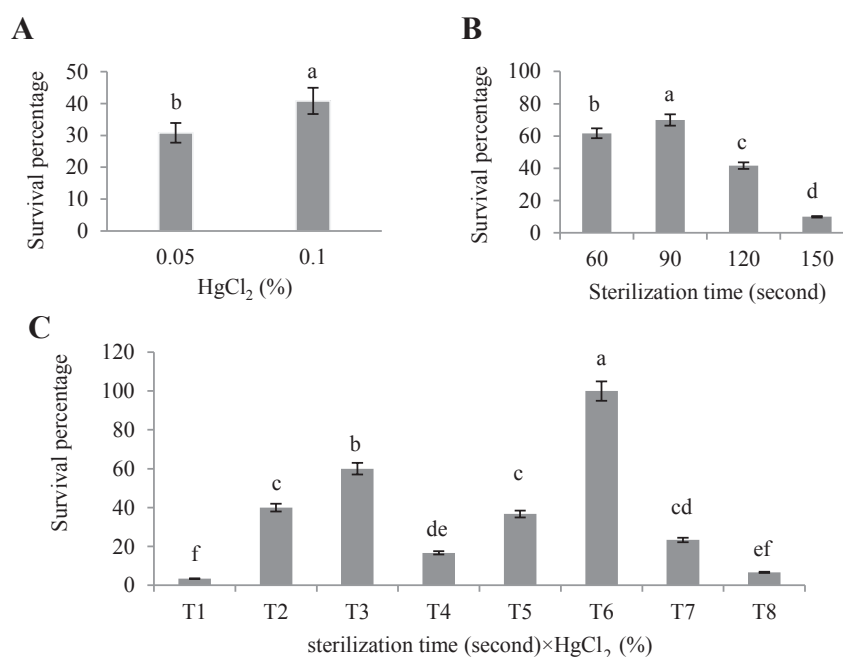 A
Survival percentage
50
40
30
20
10
0
b
a
0.05 0.1
HgCl₂ (%)
B
Survival percentage
100
80
60
40
20
0
b
a
c
d
60 90 120 150
Sterilization time (second)
C
Survival percentage
120
100
80
60
40
20
0
f
c
b
de
c
a
cd
ef
T1 T2 T3 T4 T5 T6 T7 T8
sterilization time (second)×HgCl₂ (%)